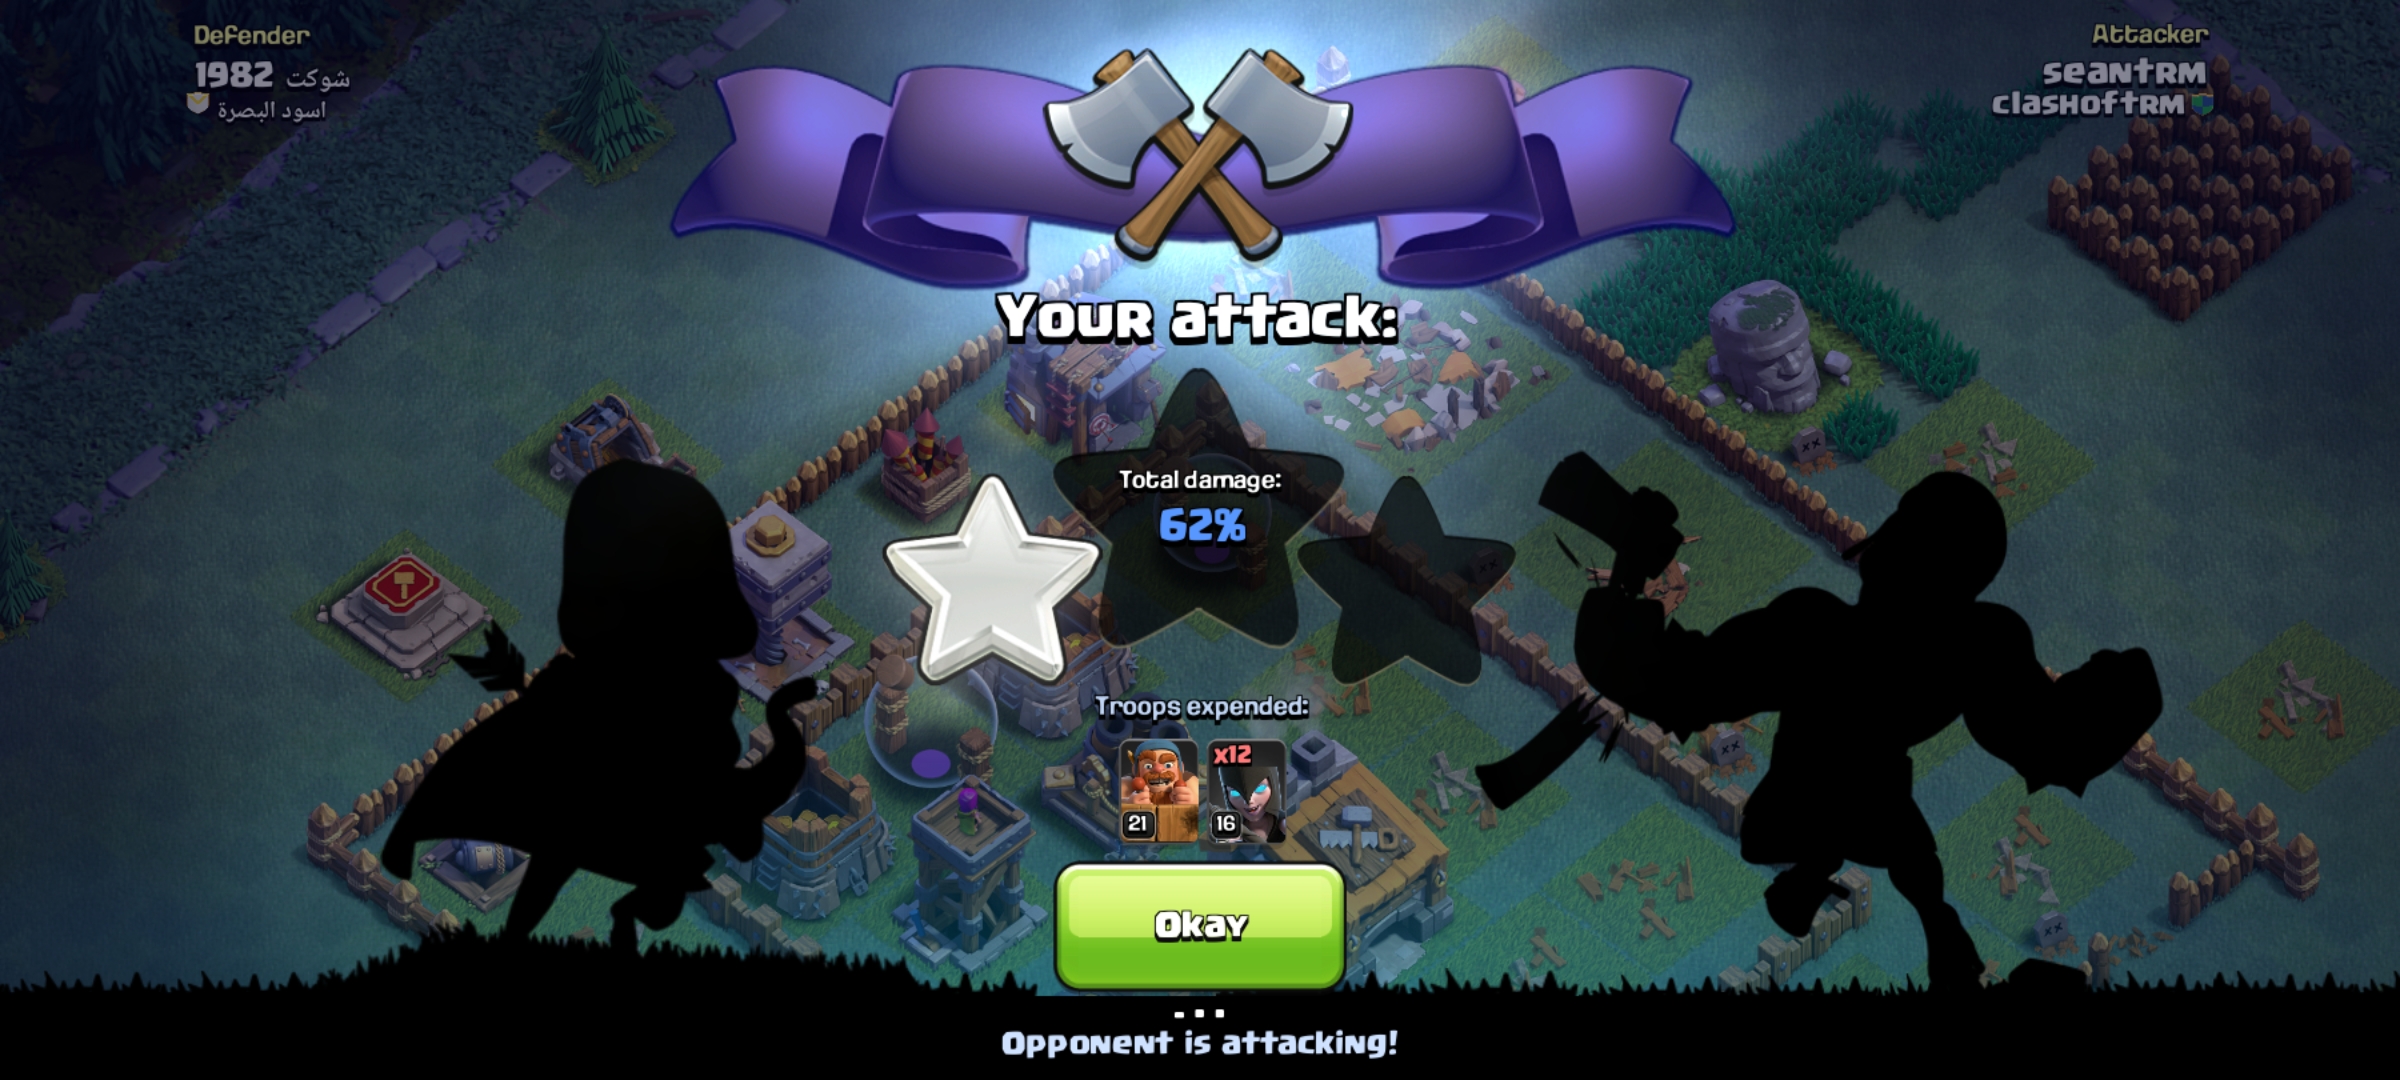 Defender
شوكت 1982
اسود البصرة
Attacker
seantRM
clashoftRM
Your attack:
Total damage:
62%
Troops expended:
x12
21
16
Okay
...
Opponent is attacking!